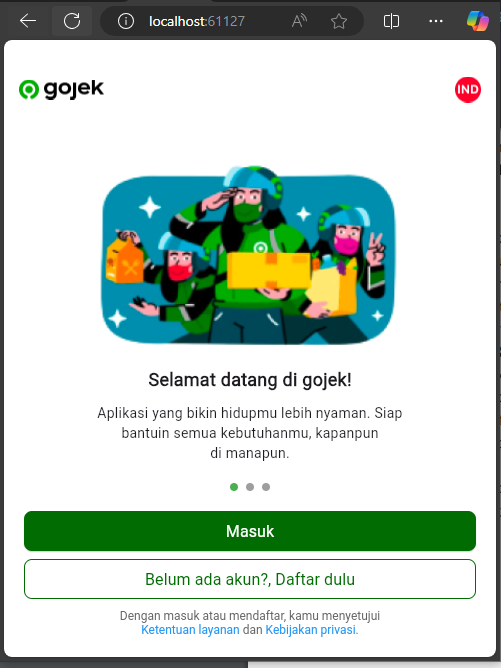 localhost:61127
gojek
IND
Selamat datang di gojek!
Aplikasi yang bikin hidupmu lebih nyaman. Siap
bantuin semua kebutuhanmu, kapanpun
di manapun.
Masuk
Belum ada akun?, Daftar dulu
Dengan masuk atau mendaftar, kamu menyetujui
Ketentuan layanan dan Kebijakan privasi.